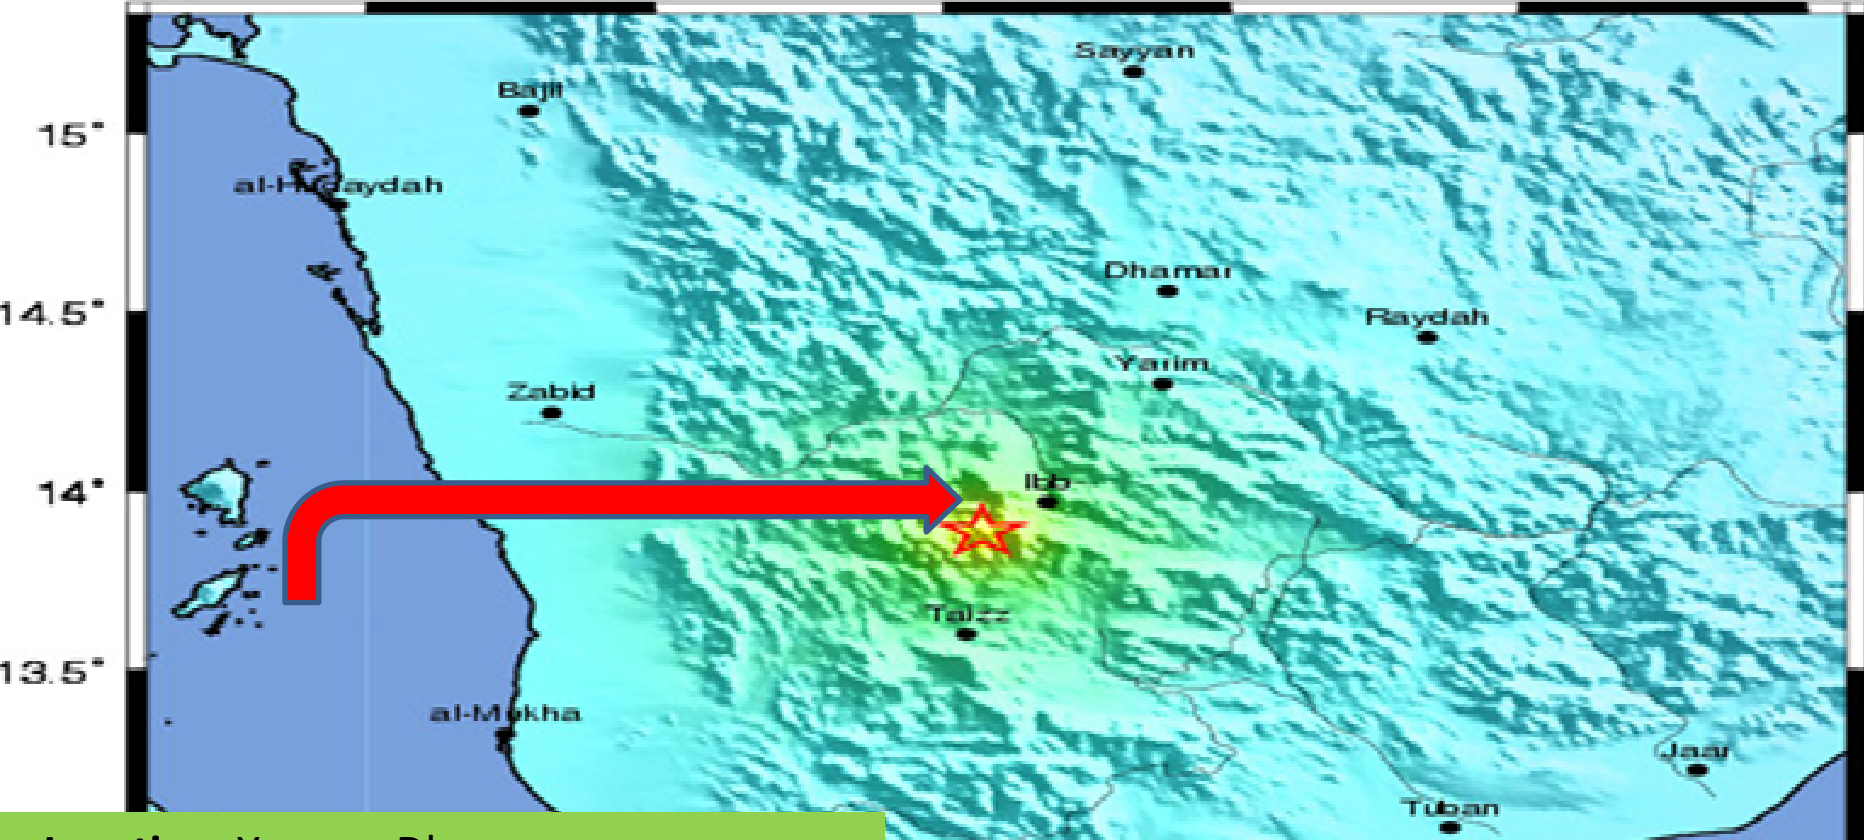 Sayyan
Bajil
15°
al-Hudaydah
Dhamar
14.5°
Raydah
Yarim
Zabid
14°
Ibb
Taizz
13.5°
al-Mukha
Jaar
Tuban